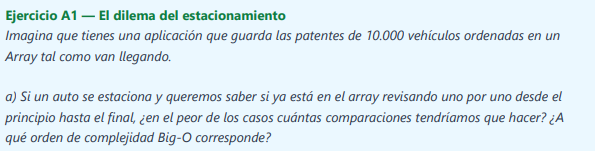 Ejercicio A1 — El dilema del estacionamiento
Imagina que tienes una aplicación que guarda las patentes de 10.000 vehículos ordenadas en un
Array tal como van llegando.
a) Si un auto se estaciona y queremos saber si ya está en el array revisando uno por uno desde el
principio hasta el final, ¿en el peor de los casos cuántas comparaciones tendríamos que hacer? ¿A
qué orden de complejidad Big-O corresponde?